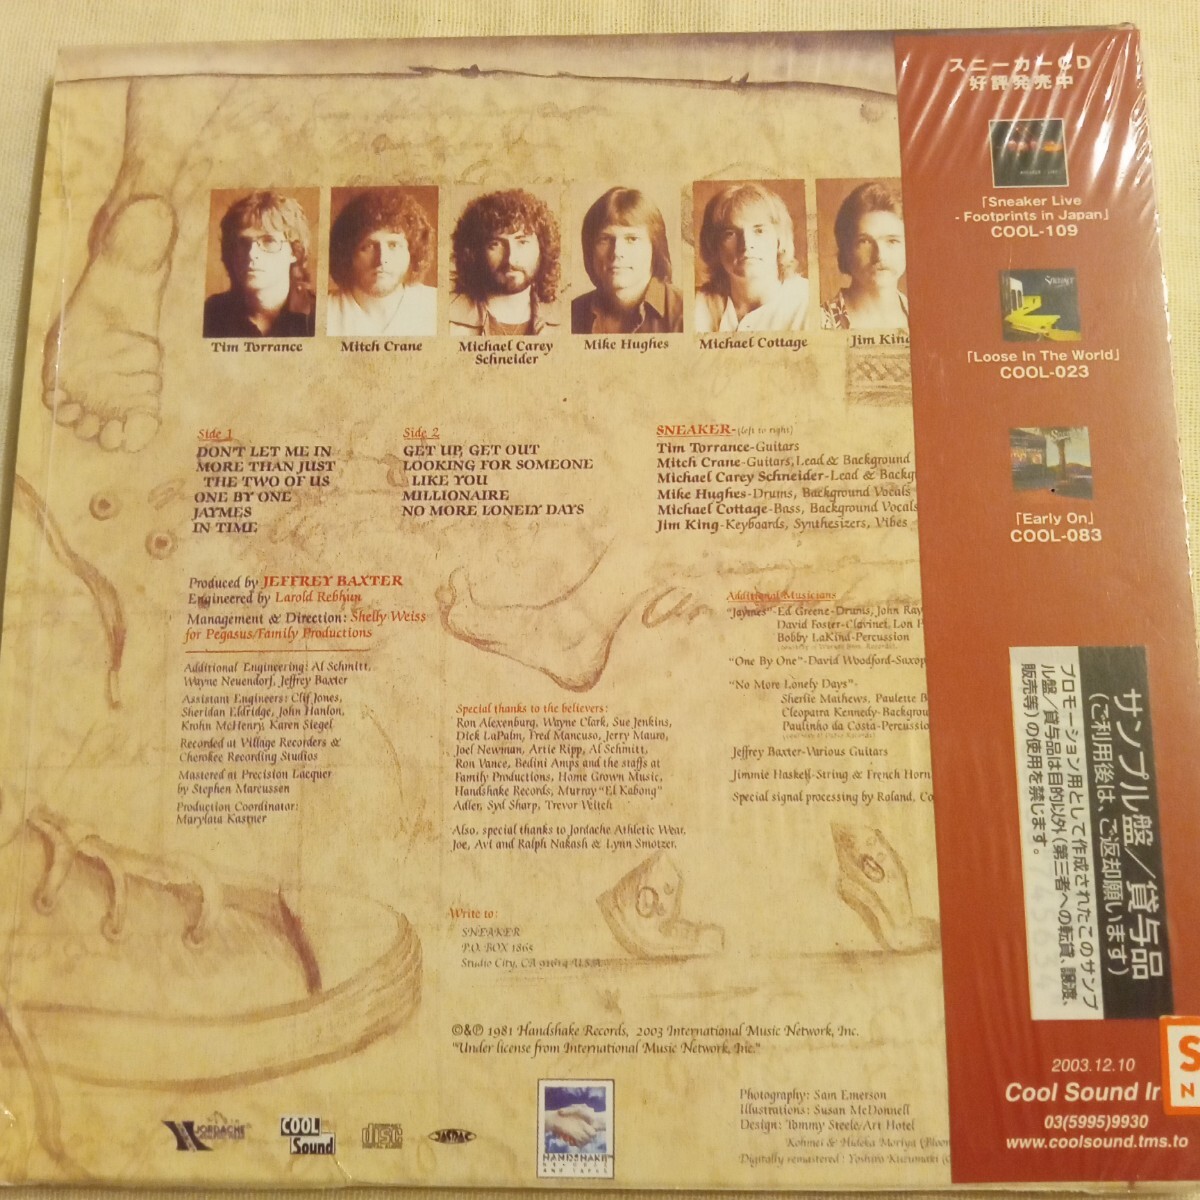 スニーカーCD
好評発売中
「Sneaker Live
- Footprints in Japan」
COOL-109
「Loose In The World」
COOL-023
「Early On」
COOL-083
Tim Torrance
Mitch Crane
Michael Carey
Schneider
Mike Hughes
Michael Cottage
Jim King
Side 1
DON'T LET ME IN
MORE THAN JUST
THE TWO OF US
ONE BY ONE
JAYMES
IN TIME
Side 2
GET UP, GET OUT
LOOKING FOR SOMEONE
LIKE YOU
MILLIONAIRE
NO MORE LONELY DAYS
SNEAKER-(left to right)
Tim Torrance-Guitars
Mitch Crane-Guitars, Lead & Background
Michael Carey Schneider-Lead & Backg
Mike Hughes-Drums, Background Vocals
Michael Cottage-Bass, Background Vocals
Jim King-Keyboards, Synthesizers, Vibes
Produced by JEFFREY BAXTER
Engineered by Larold Rebhun
Management & Direction: Shelly Weiss
for Pegasus/Family Productions
Additional Engineering: Al Schmitt,
Wayne Neuendorf, Jeffrey Baxter
Assistant Engineers: Clif Jones,
Sheridan Eldridge, John Hanlon,
Krohn McHenry, Karen Siegel
Recorded at Village Recorders &
Cherokee Recording Studios
Mastered at Precision Lacquer
by Stephen Marcussen
Production Coordinator:
Marylata Kastner
Special thanks to the believers:
Ron Alexenburg, Wayne Clark, Sue Jenkins,
Dick LaPalm, Fred Mancuso, Jerry Mauro,
Joel Newman, Artie Ripp, Al Schmitt,
Ron Vance, Bedini Amps and the staffs at
Family Productions, Home Grown Music,
Handshake Records, Murray "El Kabong"
Adler, Syd Sharp, Trevor Veitch
Also, special thanks to Jordache Athletic Wear,
Joe, Avi and Ralph Nakash & Lynn Smotzer.
Additional Musicians
"Jaymes"-Ed Greene-Drums, John Ray
David Foster-Clavinet, Lon
Bobby LaKind-Percussion
"One By One"-David Woodford-Saxop
"No More Lonely Days"-
Sherlie Mathews, Paulette B
Cleopatra Kennedy-Backgrou
Paulinho da Costa-Percussion
Jeffrey Baxter-Various Guitars
Jimmie Haskell-String & French Horn
Special signal processing by Roland, Co
Write to:
SNEAKER
P.O. BOX 1865
Studio City, CA 91614 U.S.A.
©&℗ 1981 Handshake Records, 2003 International Music Network, Inc.
"Under license from International Music Network, Inc."
JORDACHE
COOL
Sound
disc
JASRAC
HANDSHAKE
RECORDS
AND TAPES
Photography: Sam Emerson
Illustrations: Susan McDonnell
Design: Tommy Steele/Art Hotel
Kohmei & Hideka Moriya (Bloom
Digitally remastered : Yoshiro Kuzumaki (
サンプル盤/貸与品
(ご利用後は、ご返却願います)
プロモーション用として作成されたこのサンプ
ル盤/貸与品は目的以外(第三者への転貸、譲渡、
販売等)の使用を禁じます。
2003.12.10
Cool Sound In
03(5995)9930
www.coolsound.tms.to
S
N